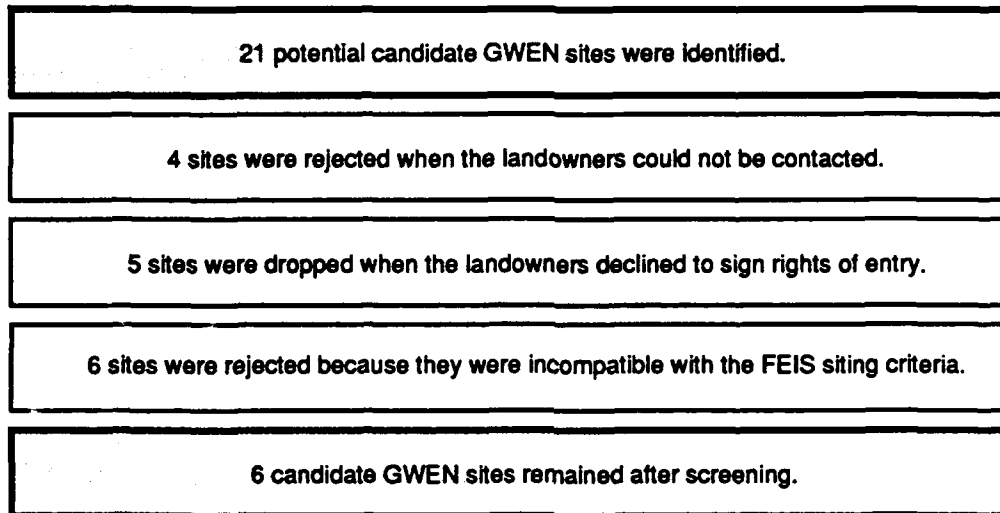 21 potential candidate GWEN sites were identified.
4 sites were rejected when the landowners could not be contacted.
5 sites were dropped when the landowners declined to sign rights of entry.
6 sites were rejected because they were incompatible with the FEIS siting criteria.
6 candidate GWEN sites remained after screening.